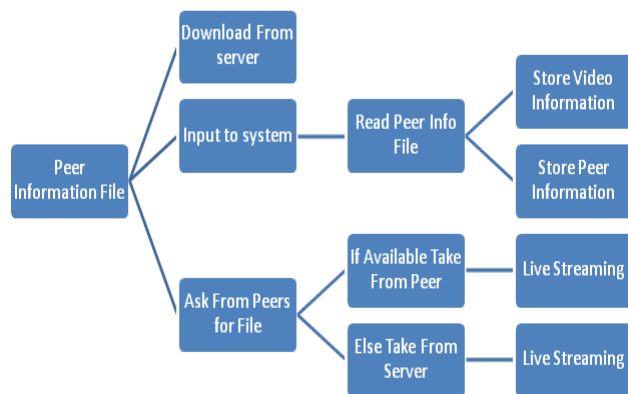 Download From
server
Input to system
Read Peer Info
File
Store Video
Information
Store Peer
Information
Peer
Information File
Ask From Peers
for File
If Available Take
From Peer
Live Streaming
Else Take From
Server
Live Streaming